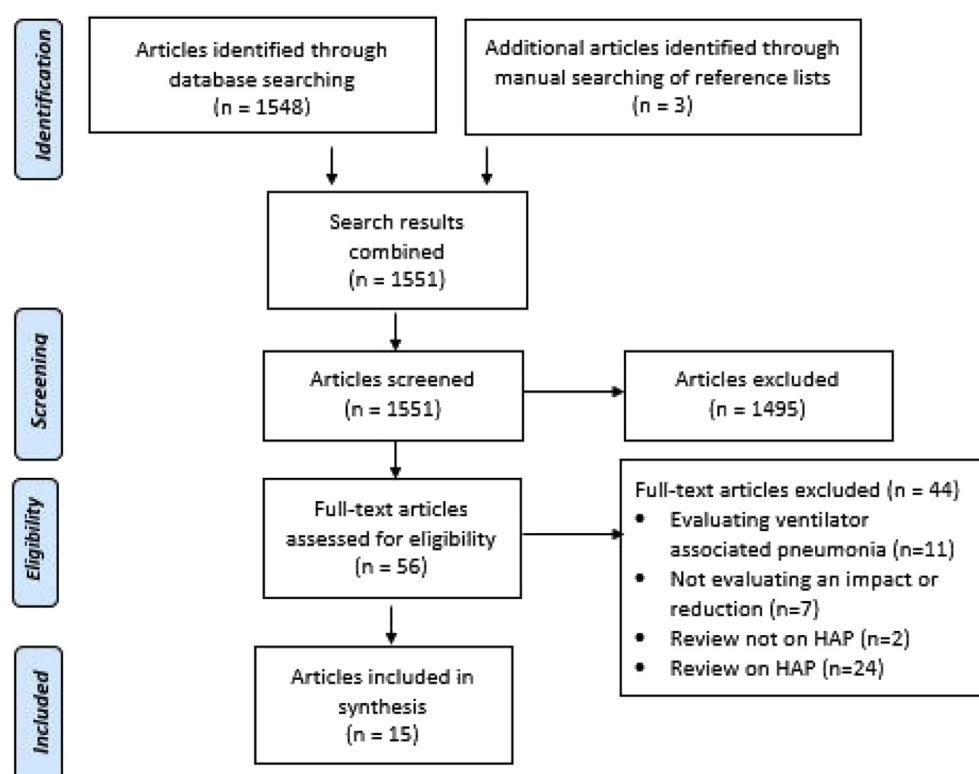 Identification
Articles identified through
database searching
(n = 1548)
Additional articles identified through
manual searching of reference lists
(n = 3)
Search results
combined
(n = 1551)
Screening
Articles screened
(n = 1551)
Articles excluded
(n = 1495)
Eligibility
Full-text articles
assessed for eligibility
(n = 56)
Full-text articles excluded (n = 44)
• Evaluating ventilator
associated pneumonia (n=11)
• Not evaluating an impact or
reduction (n=7)
• Review not on HAP (n=2)
• Review on HAP (n=24)
Included
Articles included in
synthesis
(n = 15)